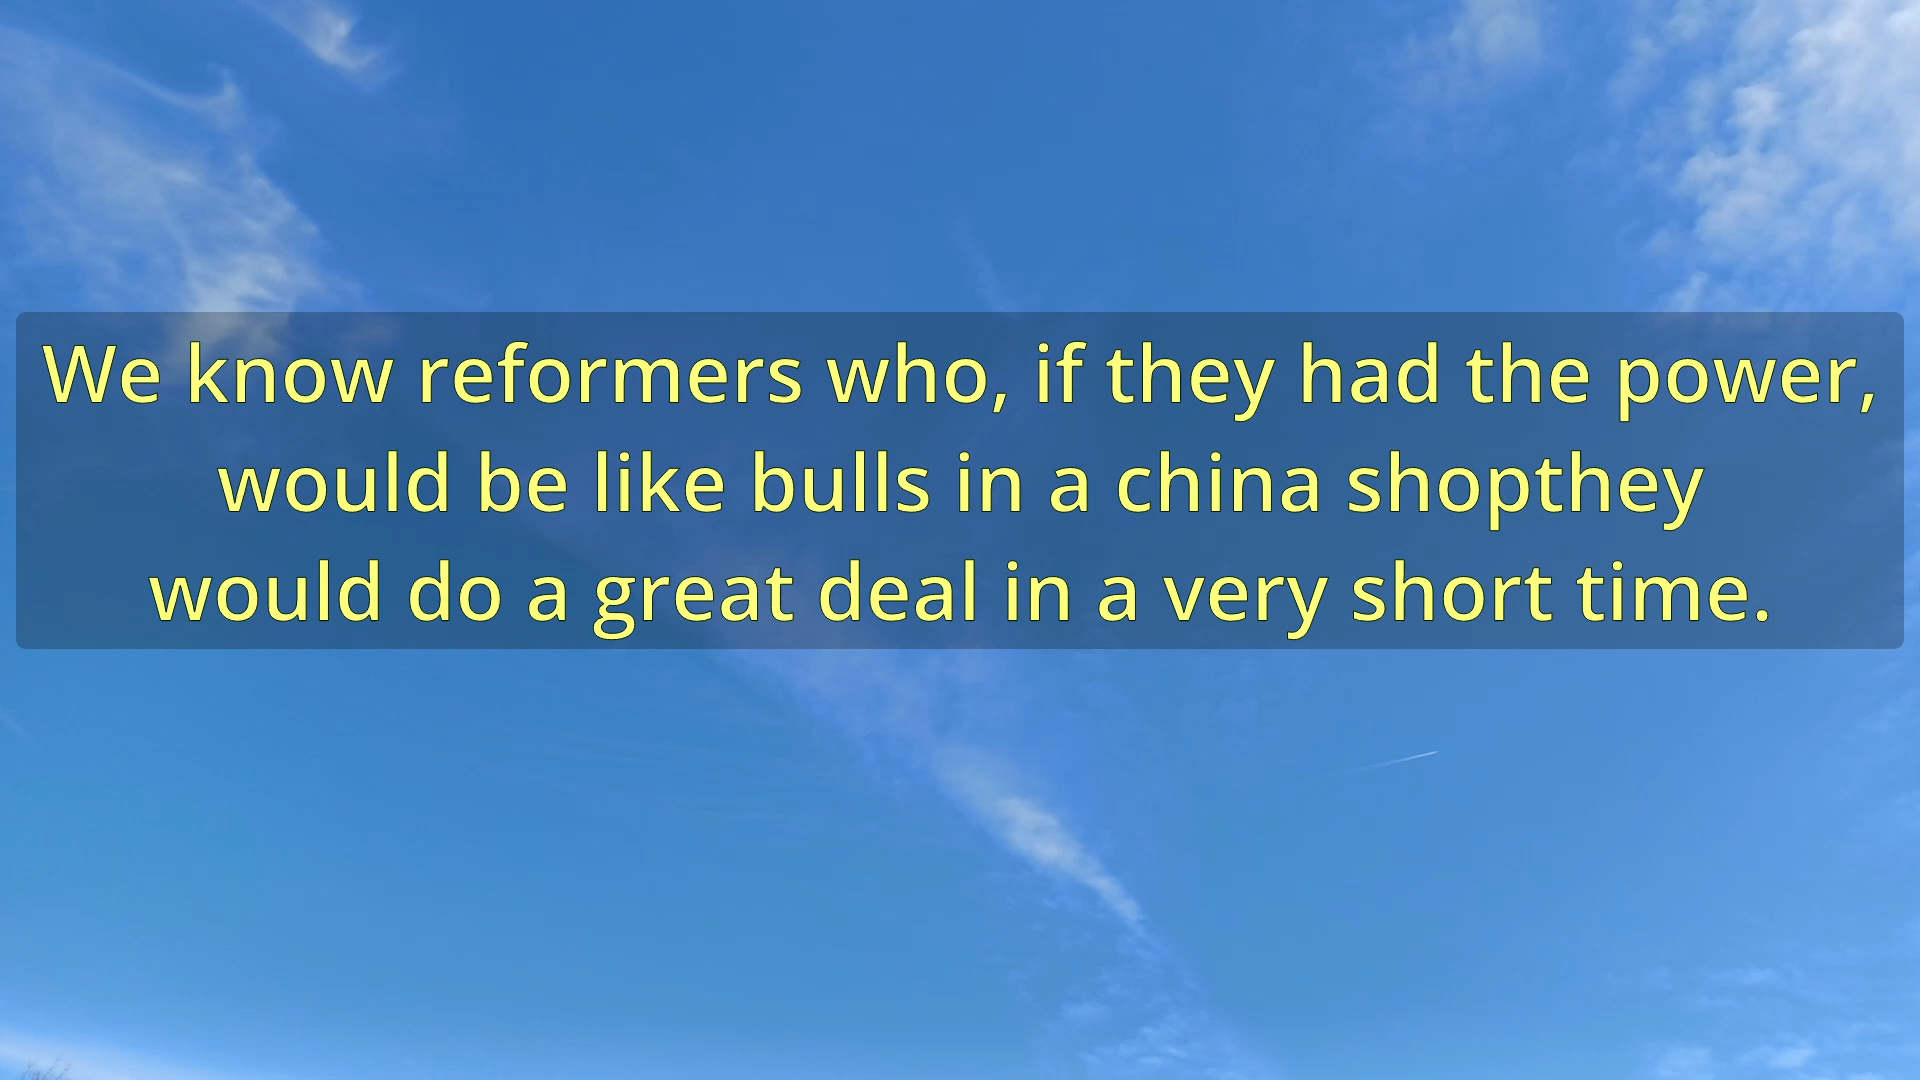 We know reformers who, if they had the power,
would be like bulls in a china shopthey
would do a great deal in a very short time.